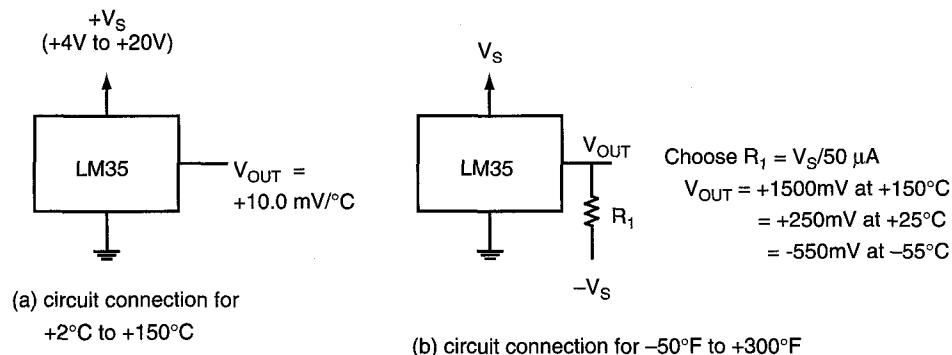 +V_S
(+4V to +20V)
LM35
V_OUT =
+10.0 mV/°C
(a) circuit connection for
+2°C to +150°C
V_S
LM35
V_OUT
R_1
−V_S
Choose R_1 = V_S/50 µA
V_OUT = +1500mV at +150°C
= +250mV at +25°C
= -550mV at −55°C
(b) circuit connection for −50°F to +300°F